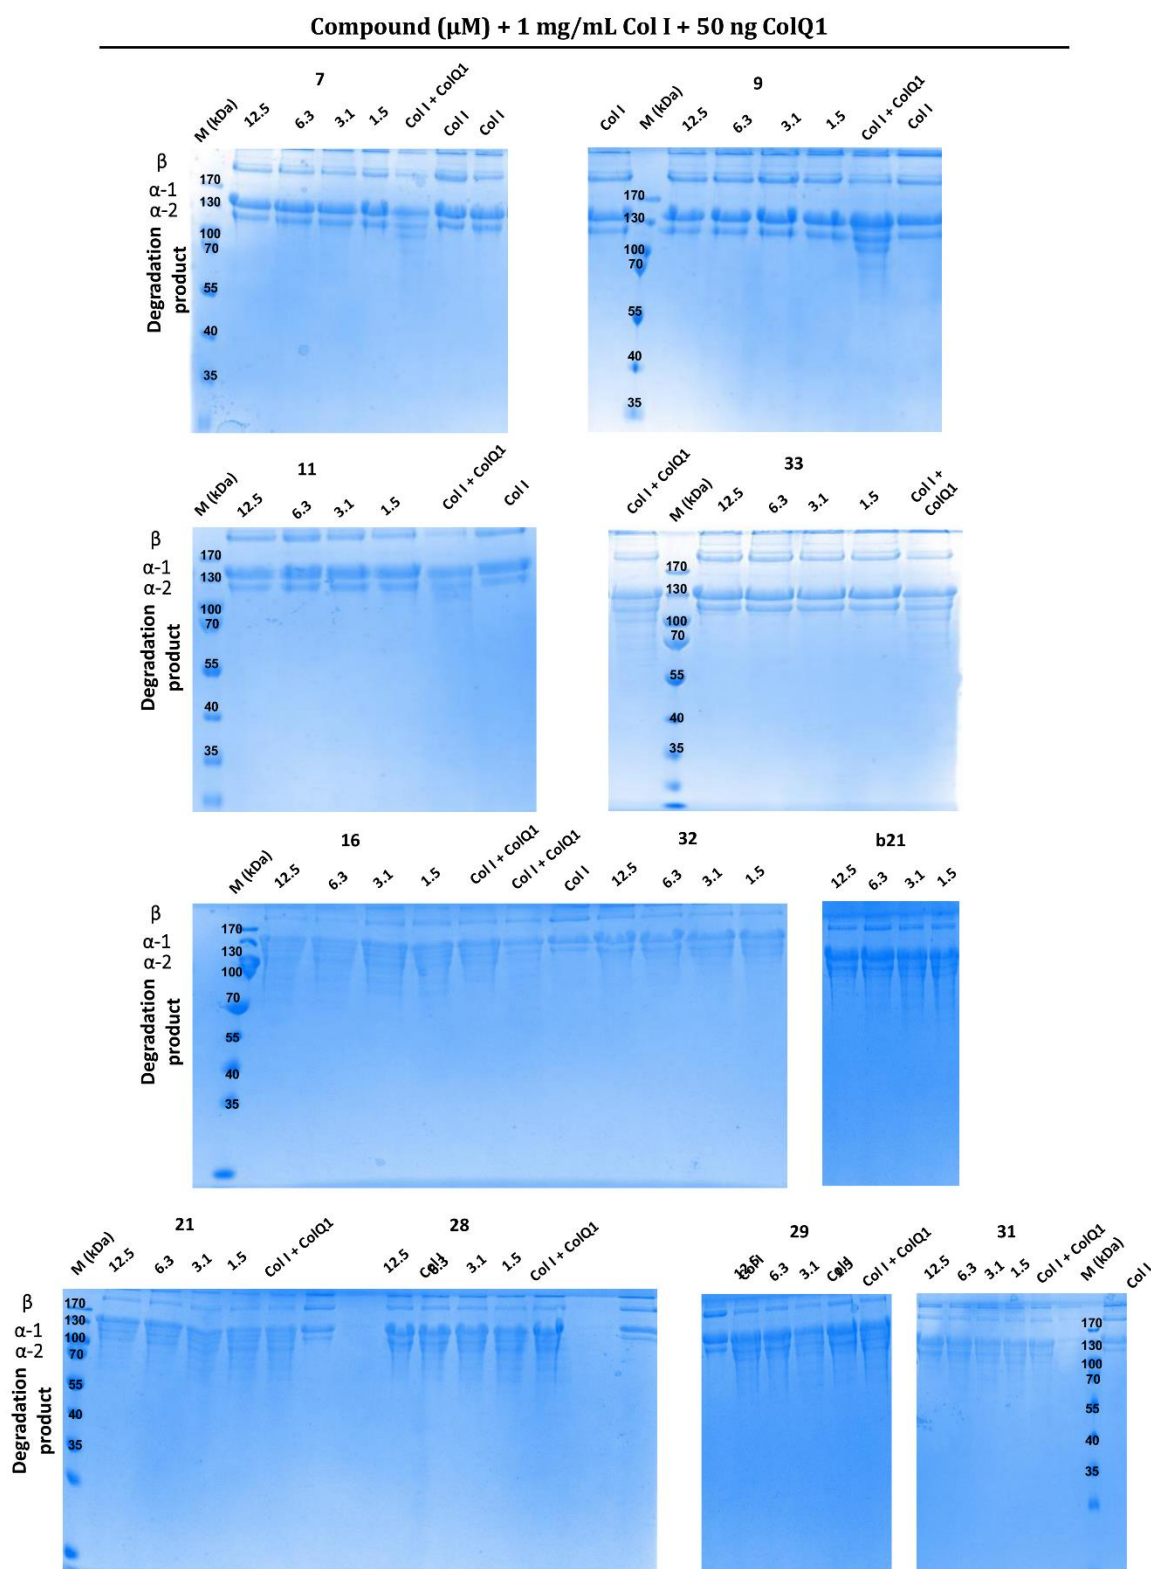 Compound (μM) + 1 mg/mL Col I + 50 ng ColQ1
7
M (kDa) 12.5 6.3 3.1 1.5 Col I + ColQ1 Col I Col I
β
α-1
α-2
Degradation product
170
130
100
70
55
40
35
9
Col I M (kDa) 12.5 6.3 3.1 1.5 Col I + ColQ1 Col I
170
130
100
70
55
40
35
11
M (kDa) 12.5 6.3 3.1 1.5 Col I + ColQ1 Col I
β
α-1
α-2
Degradation product
170
130
100
70
55
40
35
33
Col I + ColQ1 M (kDa) 12.5 6.3 3.1 1.5 Col I + ColQ1
170
130
100
70
55
40
35
16 32
M (kDa) 12.5 6.3 3.1 1.5 Col I + ColQ1 Col I + ColQ1 Col I 12.5 6.3 3.1 1.5
β
α-1
α-2
Degradation product
170
130
100
70
55
40
35
b21
12.5 6.3 3.1 1.5
21 28
M (kDa) 12.5 6.3 3.1 1.5 Col I + ColQ1 12.5 Col I 6.3 3.1 1.5 Col I + ColQ1
β
α-1
α-2
Degradation product
170
130
100
70
55
40
35
29
12.5 Col I 6.3 3.1 Col I 1.5 Col I + ColQ1
31
12.5 6.3 3.1 1.5 Col I + ColQ1 M (kDa) Col I
170
130
100
70
55
40
35